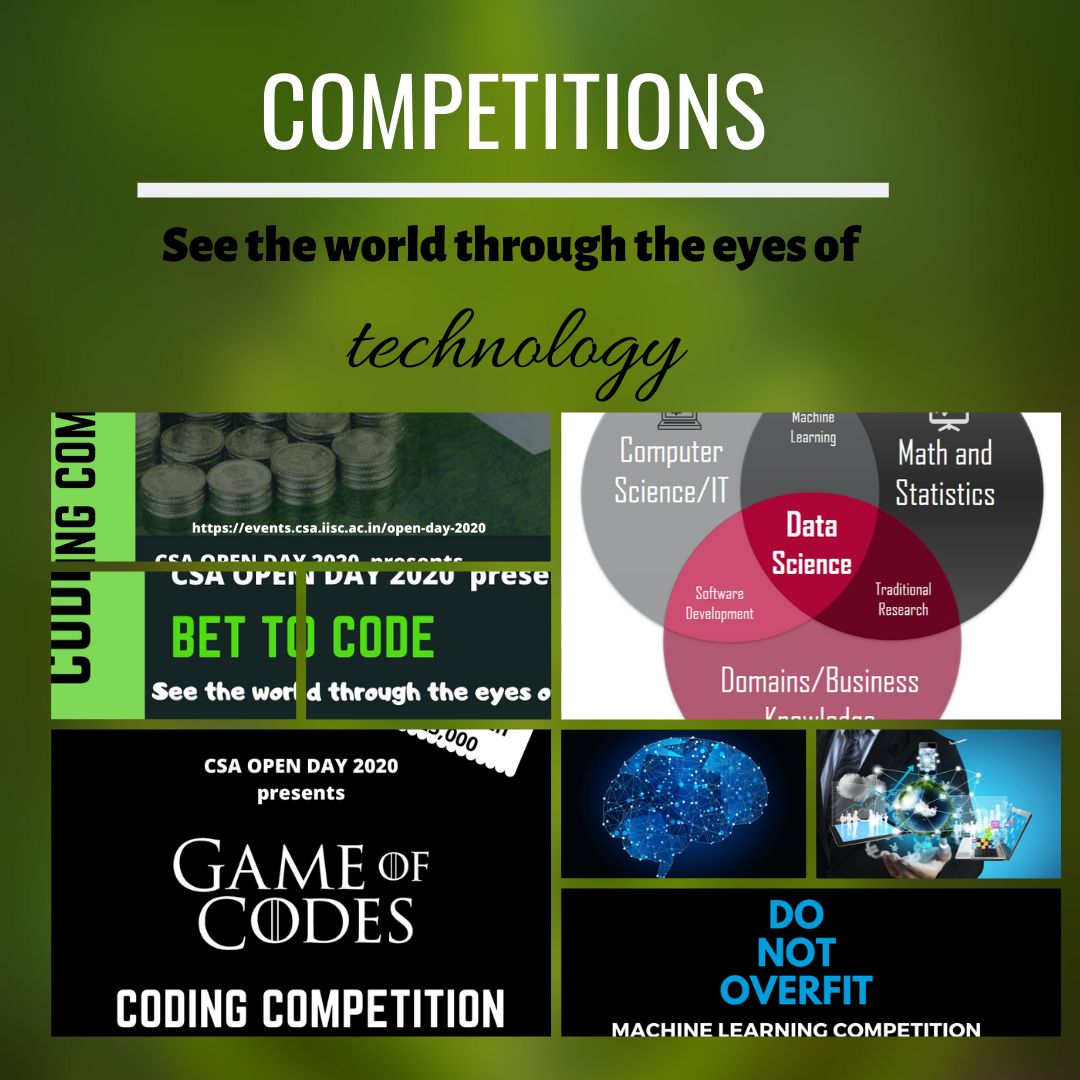 COMPETITIONS
See the world through the eyes of
technology
CODING COM
https://events.csa.iisc.ac.in/open-day-2020
CSA OPEN DAY 2020 presents
CSA OPEN DAY 2020 prese
BET TO CODE
See the world through the eyes o
Computer
Science/IT
Machine
Learning
Math and
Statistics
Data
Science
Software
Development
Traditional
Research
Domains/Business
Knowledge
CSA OPEN DAY 2020
presents
GAME OF
CODES
CODING COMPETITION
DO
NOT
OVERFIT
MACHINE LEARNING COMPETITION